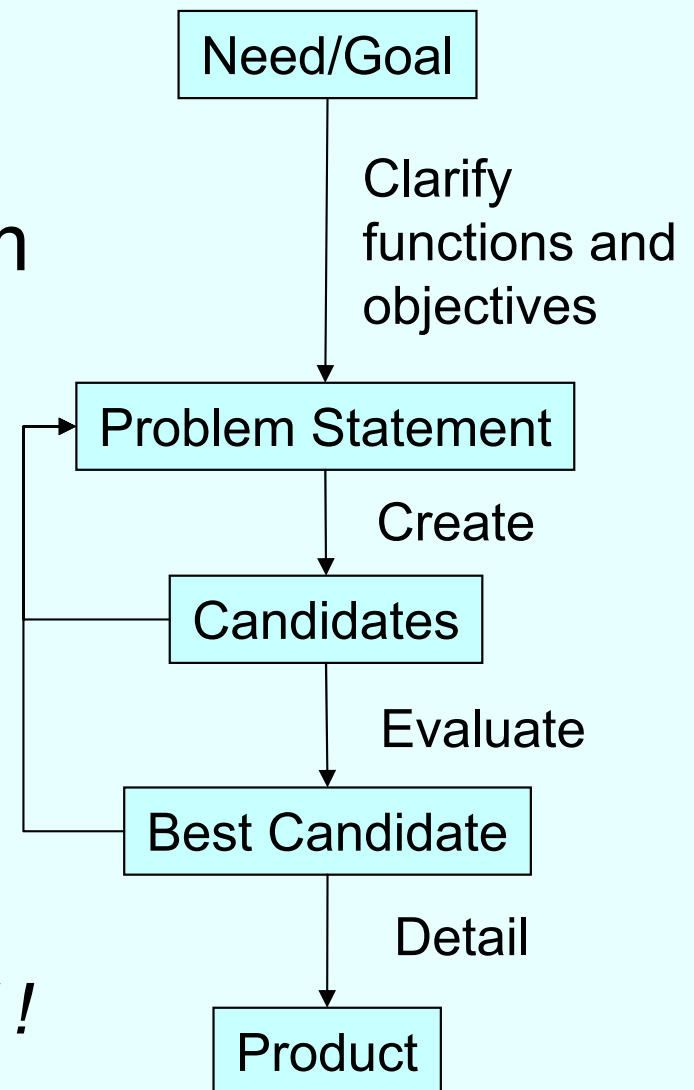 Need/Goal
Clarify
functions and
objectives
Problem Statement
Create
Candidates
Evaluate
Best Candidate
Detail
!
Product